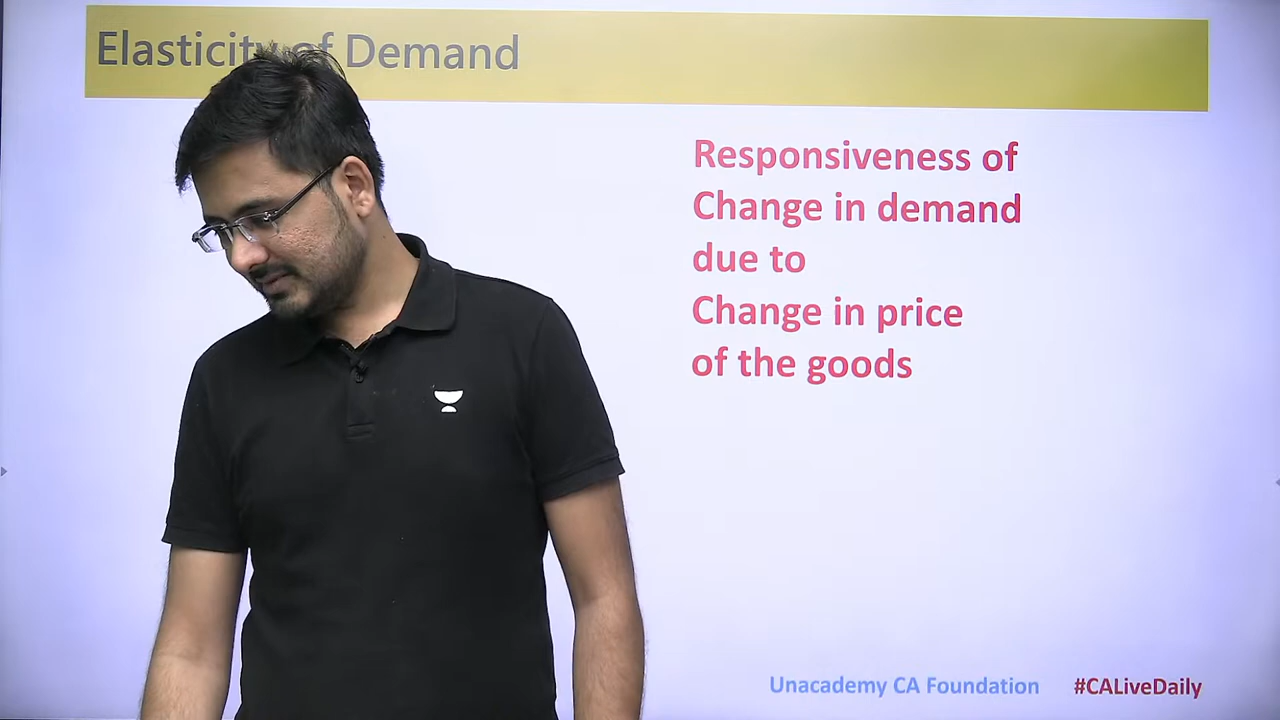 Elasticity of Demand
Responsiveness of
Change in demand
due to
Change in price
of the goods
Unacademy CA Foundation #CALiveDaily